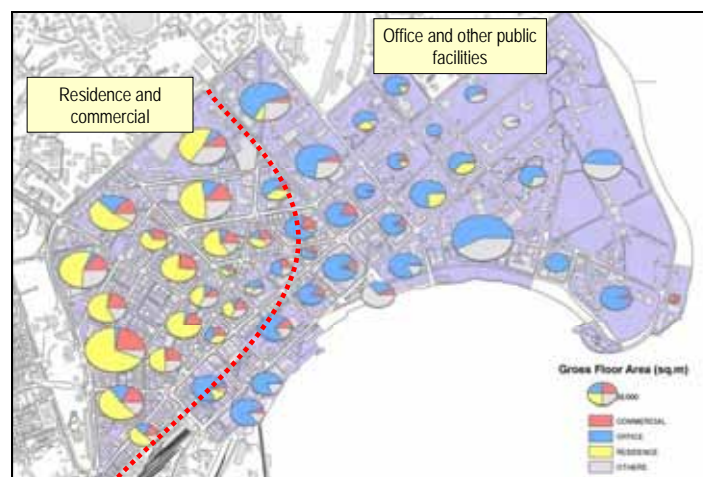 Office and other public
facilities
Residence and
commercial
Gross Floor Area (sq.m)
COMMERCIAL
OFFICE
RESIDENCE
OTHERS